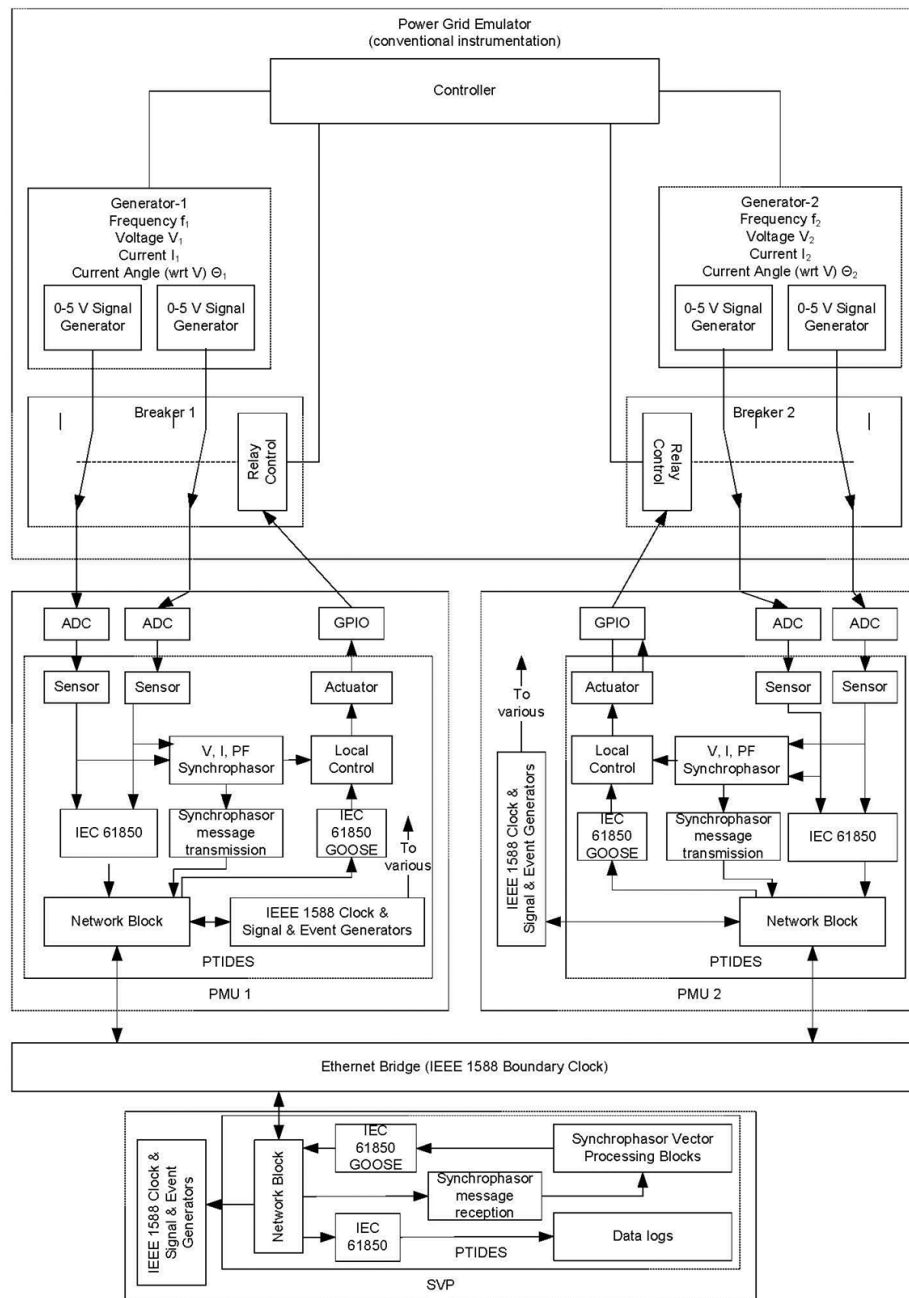 Power Grid Emulator
(conventional instrumentation)
Controller
Generator-1
Frequency f₁
Voltage V₁
Current I₁
Current Angle (wrt V) Θ₁
0-5 V Signal
Generator
0-5 V Signal
Generator
Generator-2
Frequency f₂
Voltage V₂
Current I₂
Current Angle (wrt V) Θ₂
0-5 V Signal
Generator
0-5 V Signal
Generator
Breaker 1
Relay
Control
Breaker 2
Relay
Control
ADC
ADC
GPIO
Sensor
Sensor
Actuator
V, I, PF
Synchrophasor
Local
Control
IEC 61850
Synchrophasor
message
transmission
IEC
61850
GOOSE
To
various
Network Block
IEEE 1588 Clock &
Signal & Event Generators
PTIDES
PMU 1
GPIO
ADC
ADC
Actuator
Sensor
Sensor
To
various
Local
Control
V, I, PF
Synchrophasor
IEEE 1588 Clock &
Signal & Event Generators
IEC
61850
GOOSE
Synchrophasor
message
transmission
IEC 61850
Network Block
PTIDES
PMU 2
Ethernet Bridge (IEEE 1588 Boundary Clock)
IEEE 1588 Clock &
Signal & Event
Generators
Network Block
IEC
61850
GOOSE
Synchrophasor Vector
Processing Blocks
Synchrophasor
message
reception
IEC
61850
Data logs
PTIDES
SVP